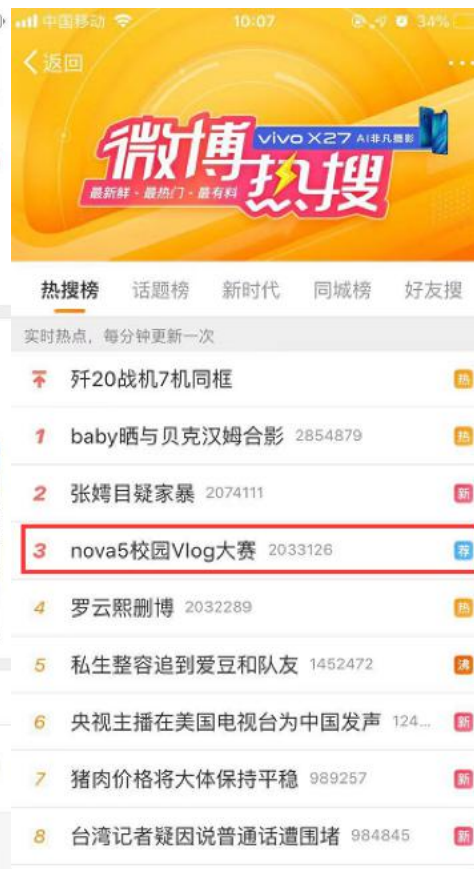 中国移动 10:07 34%
返回
微博热搜
vivo X27 AI非凡摄影
最新鲜·最热门·最有料
热搜榜 话题榜 新时代 同城榜 好友搜
实时热点，每分钟更新一次
歼20战机7机同框 热
1 baby晒与贝克汉姆合影 2854879 热
2 张嫮目疑家暴 2074111 新
3 nova5校园Vlog大赛 2033126 荐
4 罗云熙删博 2032289 热
5 私生整容追到爱豆和队友 1452472 沸
6 央视主播在美国电视台为中国发声 124... 新
7 猪肉价格将大体保持平稳 989257 新
8 台湾记者疑因说普通话遭围堵 984845 新